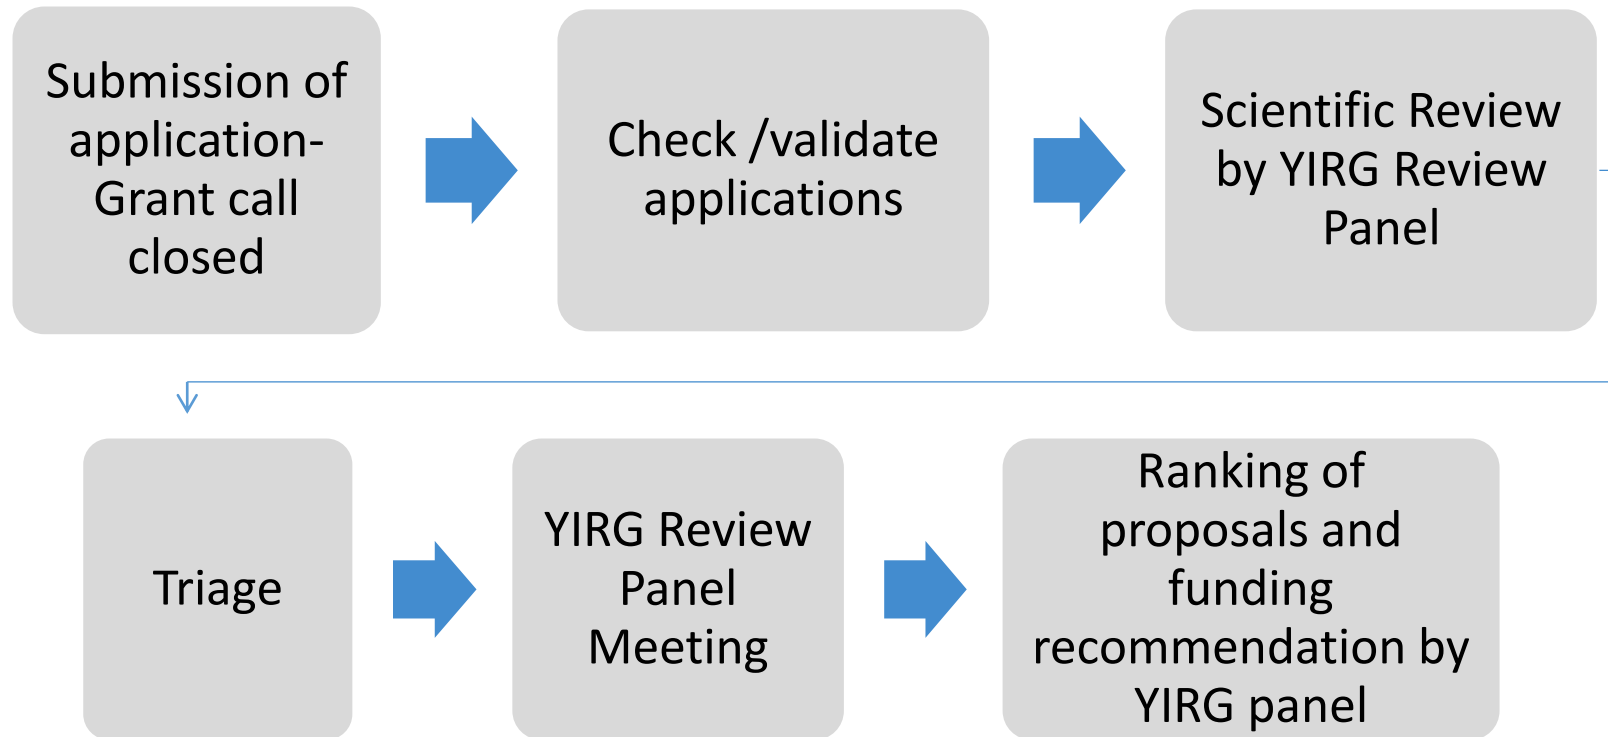 Submission of
application-
Grant call
closed
Check /validate
applications
Scientific Review
by YIRG Review
Panel
Triage
YIRG Review
Panel
Meeting
Ranking of
proposals and
funding
recommendation by
YIRG panel